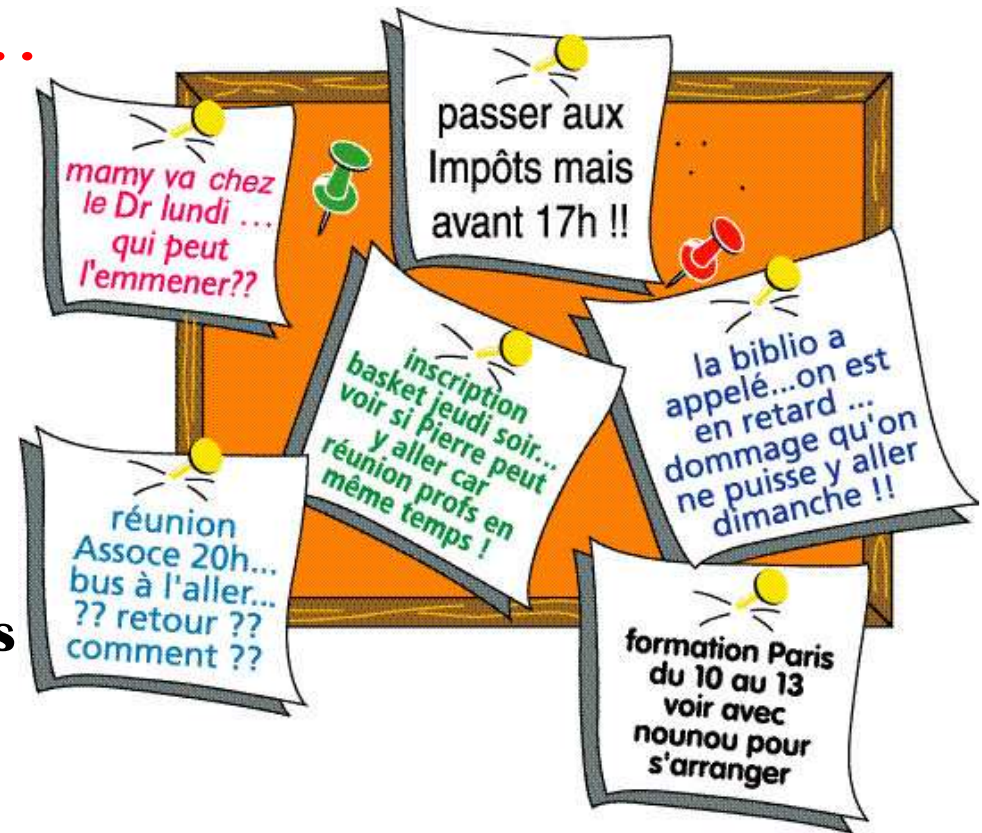 ..
mamy va chez
le Dr lundi ...
qui peut
l'emmener??
passer aux
Impôts mais
avant 17h !!
inscription
basket jeudi soir...
voir si Pierre peut
y aller car
réunion profs en
même temps !
la biblio a
appelé...on est
en retard ...
dommage qu'on
ne puisse y aller
dimanche !!
réunion
Assoce 20h...
bus à l'aller...
?? retour ??
comment ??
s
formation Paris
du 10 au 13
voir avec
nounou pour
s'arranger